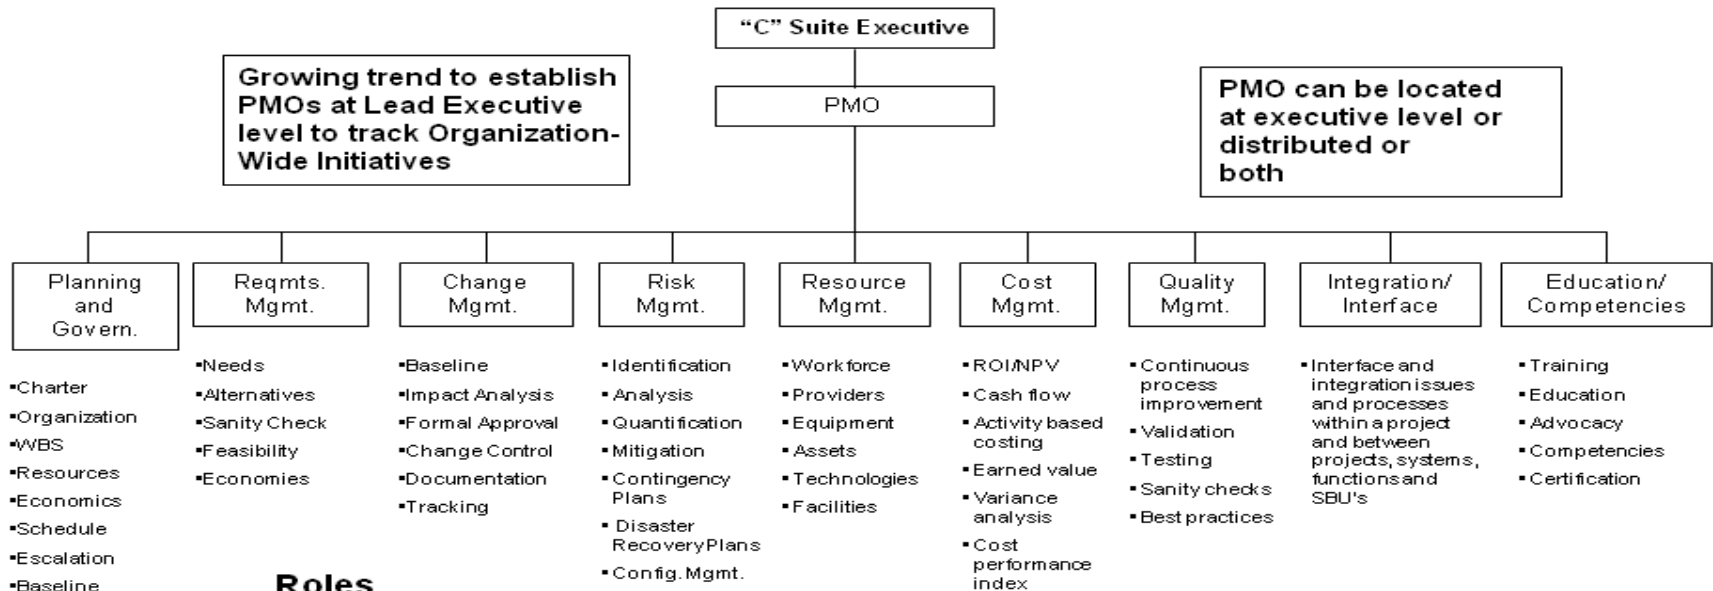 “C” Suite Executive
PMO
Growing trend to establish
PMOs at Lead Executive
level to track Organization-
Wide Initiatives
PMO can be located
at executive level or
distributed or
both
Planning
and
Govern.
▪Charter
▪Organization
▪WBS
▪Resources
▪Economics
▪Schedule
▪Escalation
▪Baseline
Reqmts.
Mgmt.
▪Needs
▪Alternatives
▪Sanity Check
▪Feasibility
▪Economies
Change
Mgmt.
▪Baseline
▪Impact Analysis
▪Formal Approval
▪Change Control
▪Documentation
▪Tracking
Risk
Mgmt.
▪Identification
▪Analysis
▪Quantification
▪Mitigation
▪Contingency
Plans
▪Disaster
Recovery Plans
▪Config. Mgmt.
Resource
Mgmt.
▪Workforce
▪Providers
▪Equipment
▪Assets
▪Technologies
▪Facilities
Cost
Mgmt.
▪ROI/NPV
▪Cash flow
▪Activity based
costing
▪Earned value
▪Variance
analysis
▪Cost
performance
index
Quality
Mgmt.
▪Continuous
process
improvement
▪Validation
▪Testing
▪Sanity checks
▪Best practices
Integration/
Interface
▪Interface and
integration issues
and processes
within a project
and between
projects, systems,
functions and
SBU's
Education/
Competencies
▪Training
▪Education
▪Advocacy
▪Competencies
▪Certification
Roles